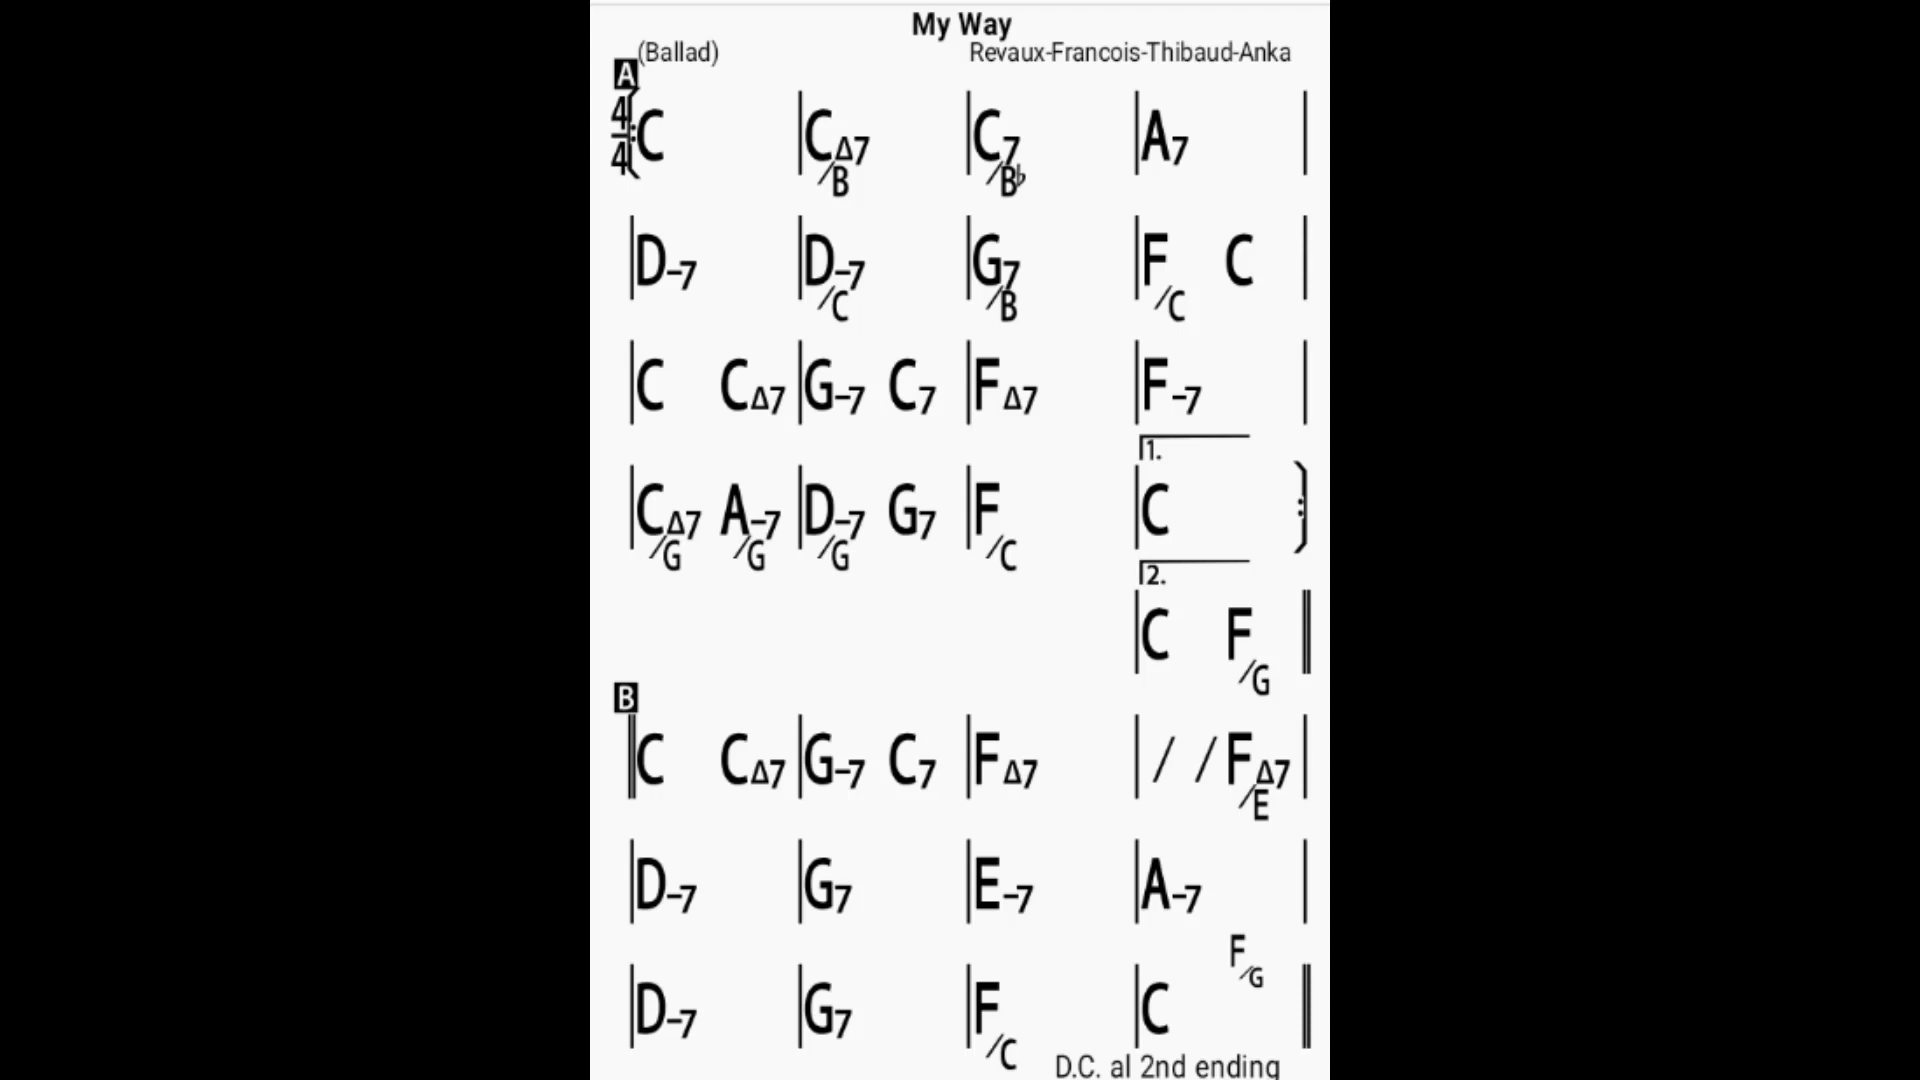 My Way
(Ballad) Revaux-Francois-Thibaud-Anka
A
4/4 C | CΔ7/B | C7/B♭ | A7 |
| D-7 | D-7/C | G7/B | F/C C |
| C CΔ7 | G-7 C7 | FΔ7 | F-7 |
1.
| CΔ7/G A-7/G | D-7/G G7 | F/C | C :
2.
| C F/G ||
B
|| C CΔ7 | G-7 C7 | FΔ7 | / / FΔ7/E |
| D-7 | G7 | E-7 | A-7 |
F/G
| D-7 | G7 | F/C | C ||
D.C. al 2nd ending